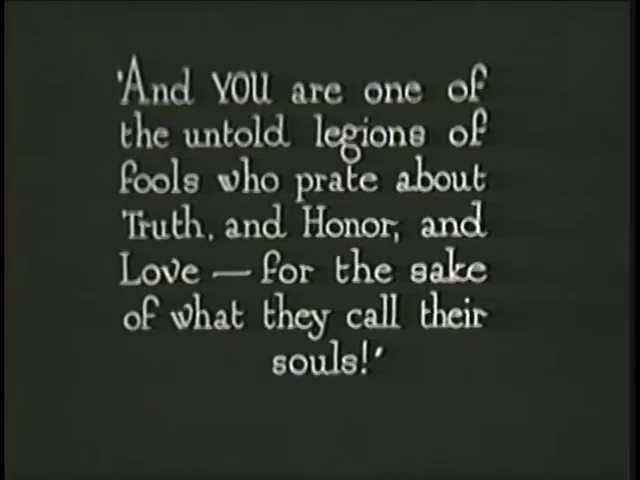 'And YOU are one of
the untold legions of
fools who prate about
Truth, and Honor, and
Love — for the sake
of what they call their
souls!'